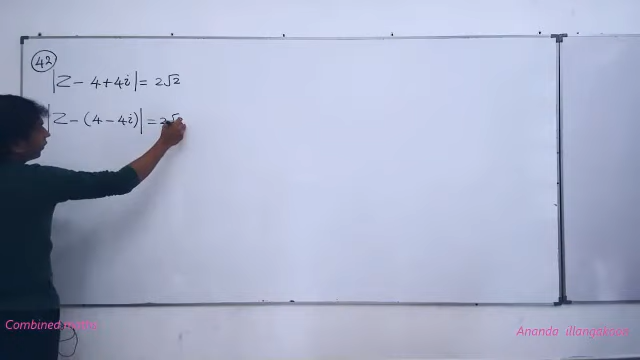 42
|Z - 4 + 4i| = 2√2
|Z - (4 - 4i)| = 2√2
Combined maths
Ananda illangakoon